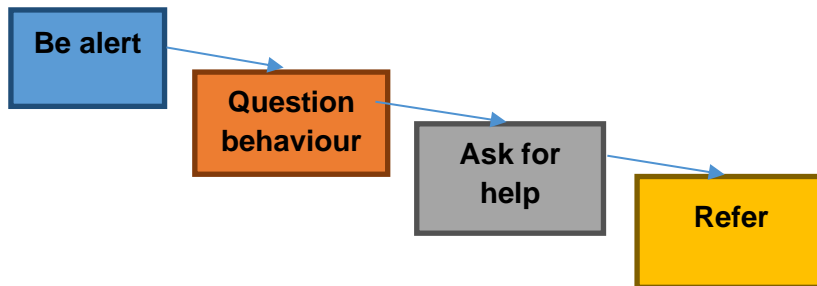 Be alert
Question
behaviour
Ask for
help
Refer